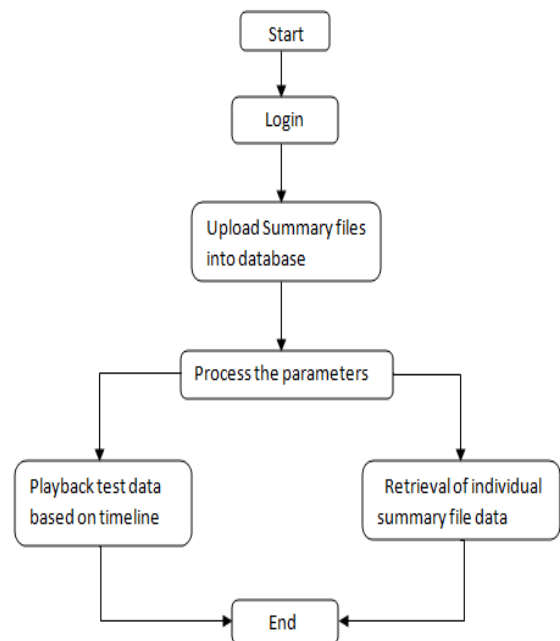 Start
Login
Upload Summary files
into database
Process the parameters
Playback test data
based on timeline
Retrieval of individual
summary file data
End